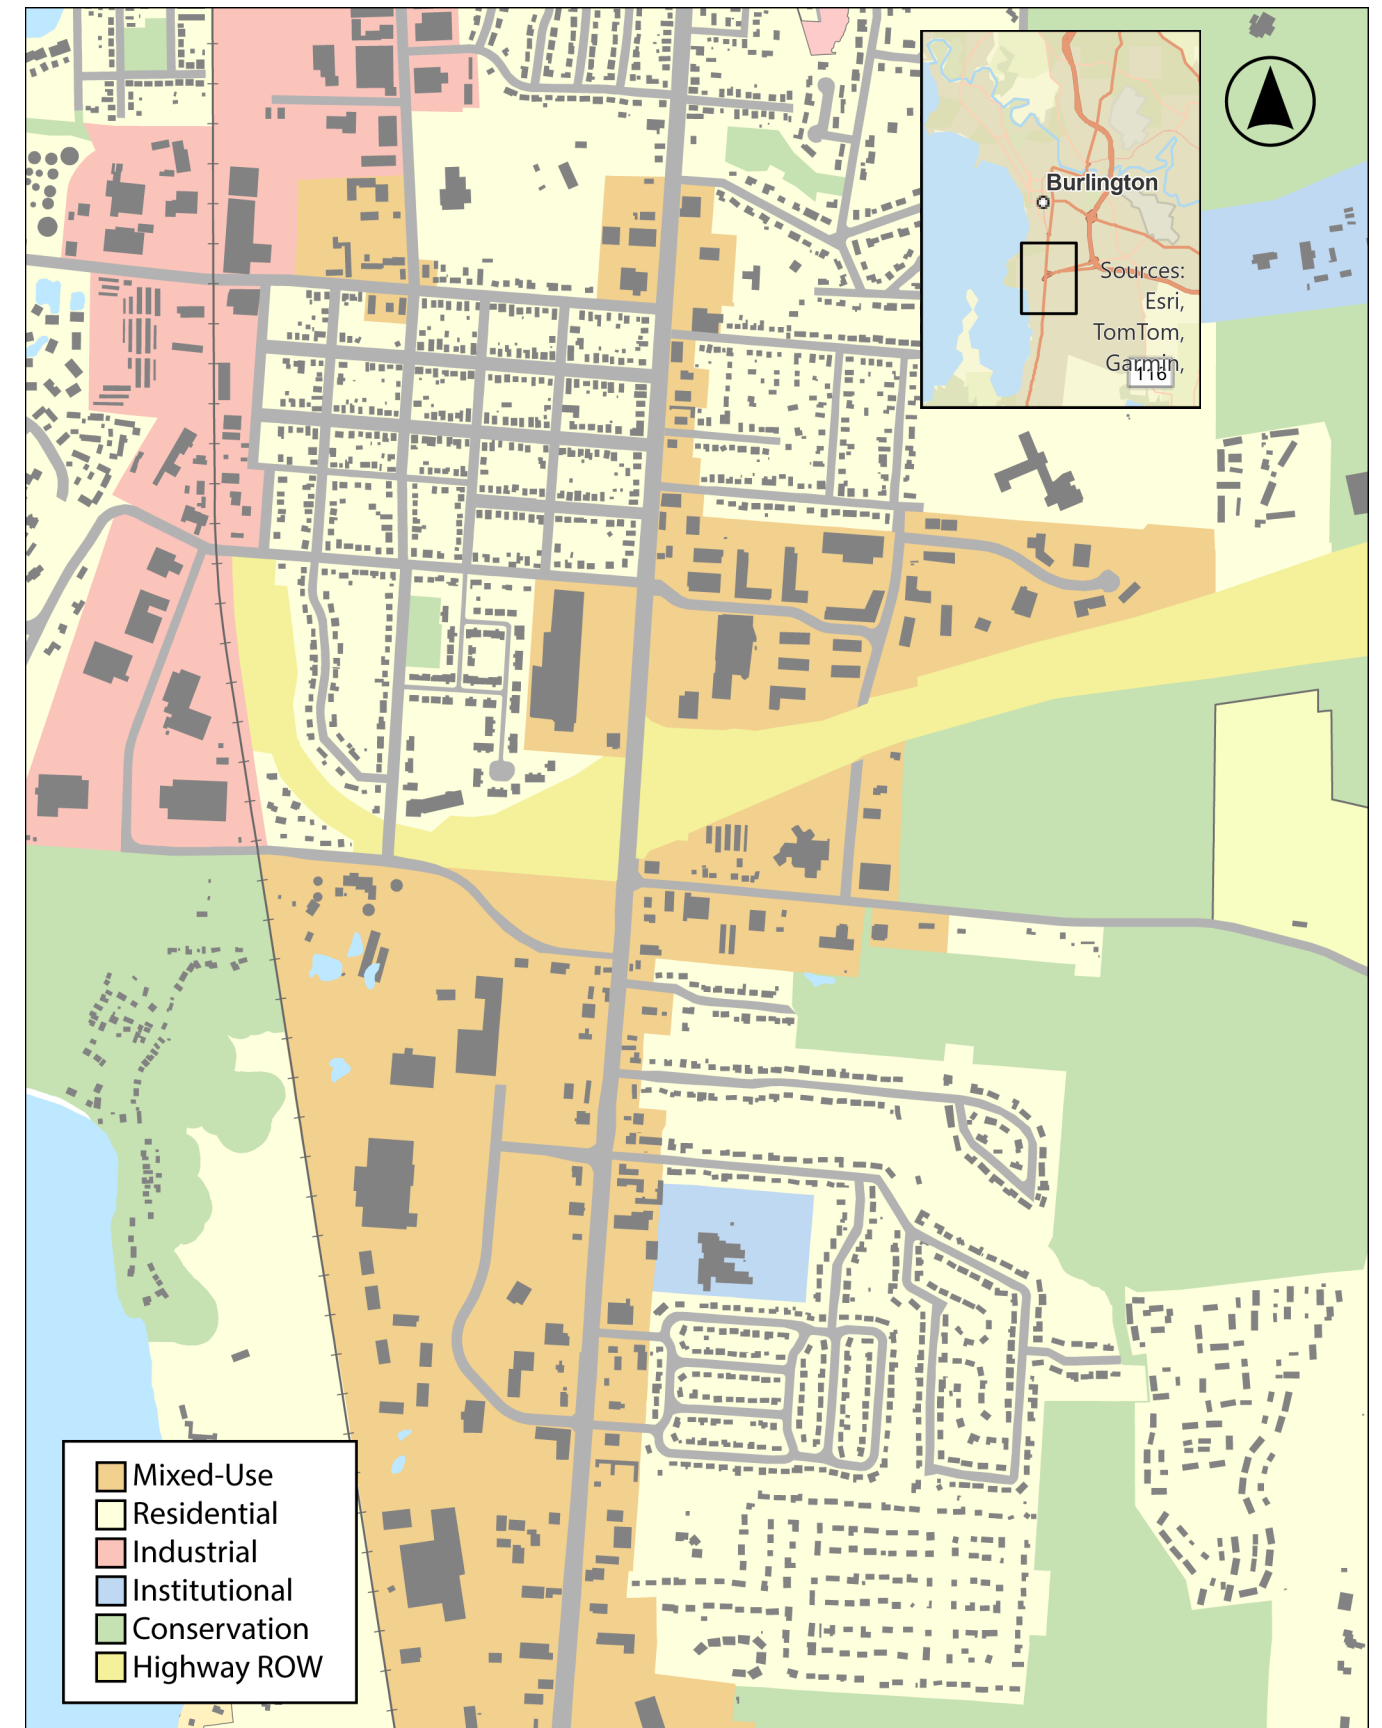 Burlington
Sources:
Esri,
TomTom,
Garmin,
116
Mixed-Use
Residential
Industrial
Institutional
Conservation
Highway ROW